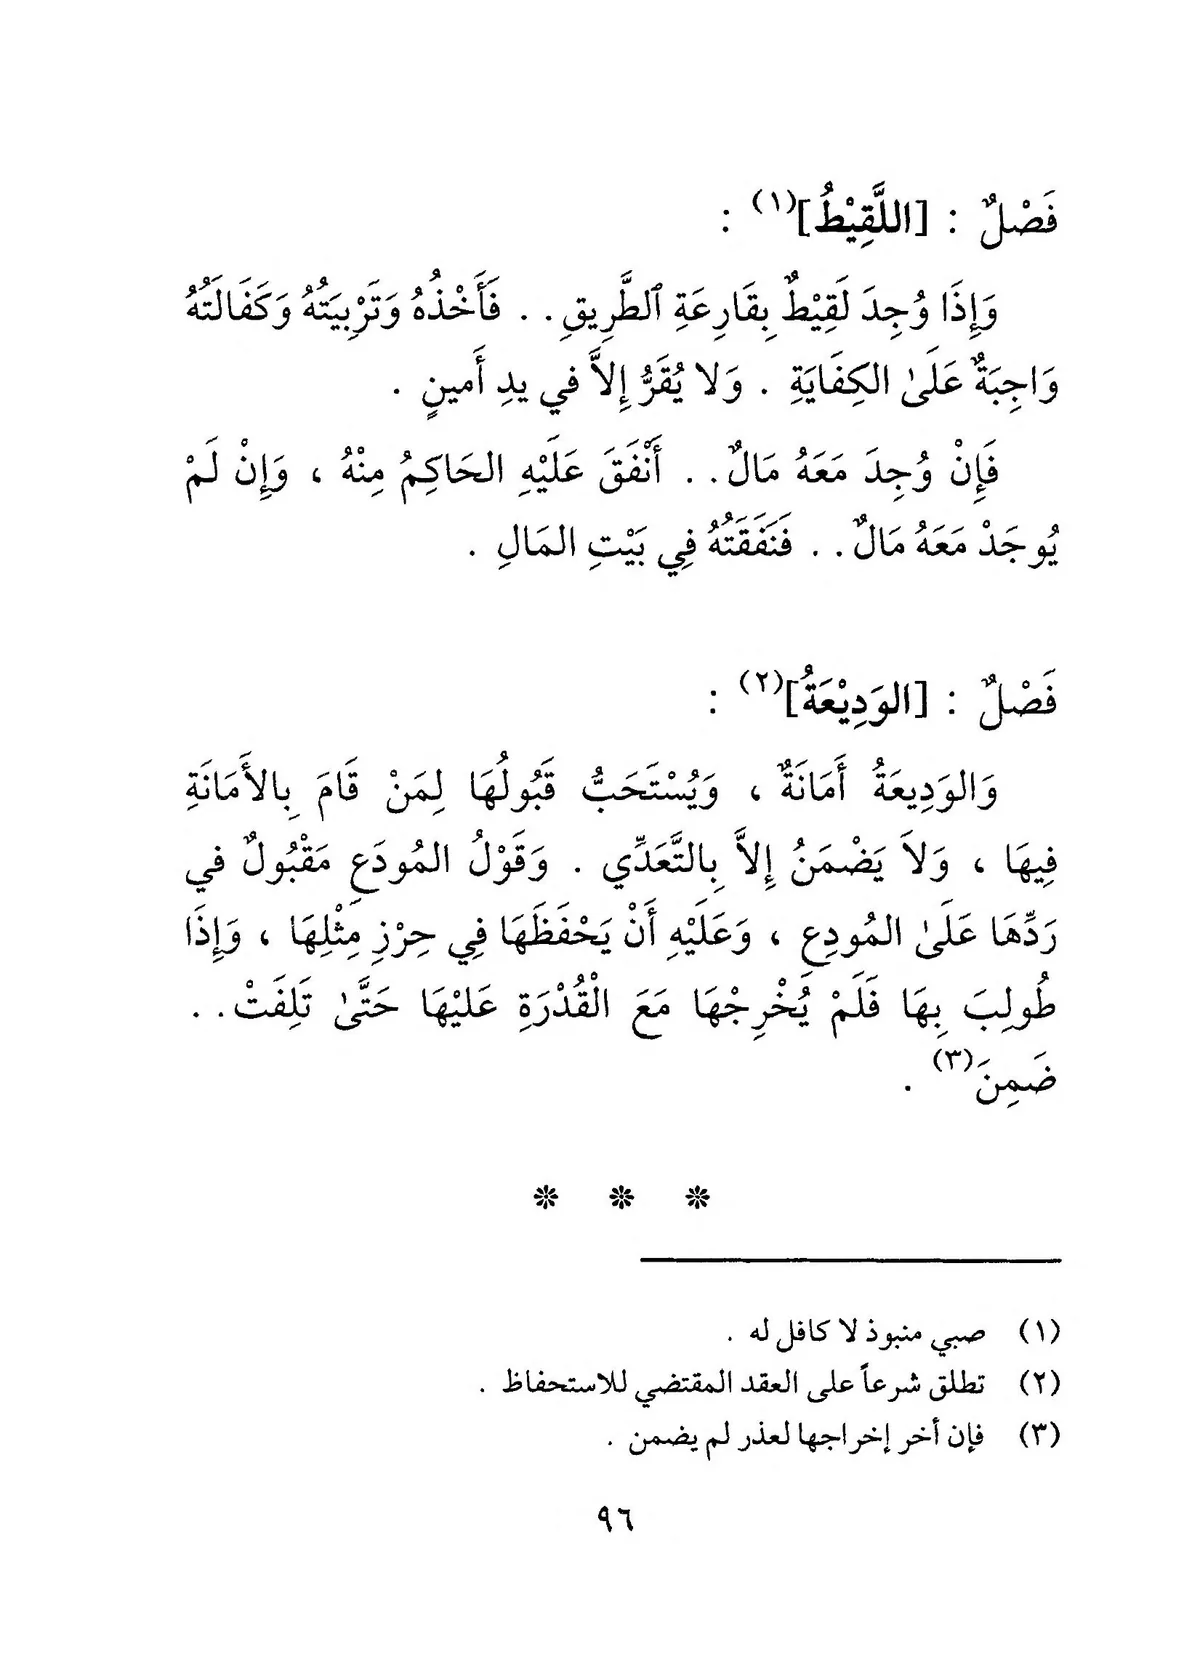 فَصْلٌ : [اللَّقِيْطُ](١) :
وَإِذَا وُجِدَ لَقِيْطٌ بِقَارِعَةِ ٱلطَّرِيقِ . . فَأَخْذُهُ وَتَرْبِيَتُهُ وَكَفَالَتُهُ
وَاجِبَةٌ عَلَىٰ الكِفَايَةِ . وَلا يُقَرُّ إِلاَّ في يدِ أَمينٍ .
فَإِنْ وُجِدَ مَعَهُ مَالٌ . . أَنْفَقَ عَلَيْهِ الحَاكِمُ مِنْهُ ، وَإِنْ لَمْ
يُوجَدْ مَعَهُ مَالٌ . . فَنَفَقَتُهُ فِي بَيْتِ المَالِ .
فَصْلٌ : [الوَدِيْعَةُ](٢) :
وَالوَدِيعَةُ أَمَانَةٌ ، وَيُسْتَحَبُّ قَبُولُهَا لِمَنْ قَامَ بِالأَمَانَةِ
فِيهَا ، وَلاَ يَضْمَنُ إِلاَّ بِالتَّعَدِّي . وَقَوْلُ المُودَعِ مَقْبُولٌ في
رَدِّهَا عَلَىٰ المُودِعِ ، وَعَلَيْهِ أَنْ يَحْفَظَهَا فِي حِرْزِ مِثْلِهَا ، وَإِذَا
طُولِبَ بِهَا فَلَمْ يُخْرِجْهَا مَعَ الْقُدْرَةِ عَلَيْهَا حَتَّىٰ تَلِفَتْ . .
ضَمِنَ(٣) .
* * *
(١) صبي منبوذ لا كافل له .
(٢) تطلق شرعاً على العقد المقتضي للاستحفاظ .
(٣) فإن أخر إخراجها لعذر لم يضمن .
٩٦